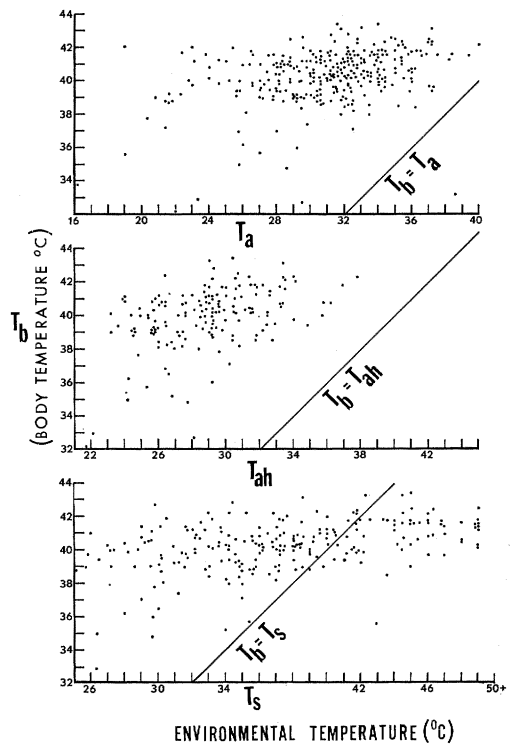 44
42
40
38
36
34
Tb = Ta
16 20 24 28 32 36 40
Ta
Tb
(BODY TEMPERATURE °C)
44
42
40
38
36
34
32
Tb = Tah
22 26 30 34 38 42
Tah
44
42
40
38
36
34
32
Tb = Ts
26 30 34 38 42 46 50+
Ts
ENVIRONMENTAL TEMPERATURE (°C)